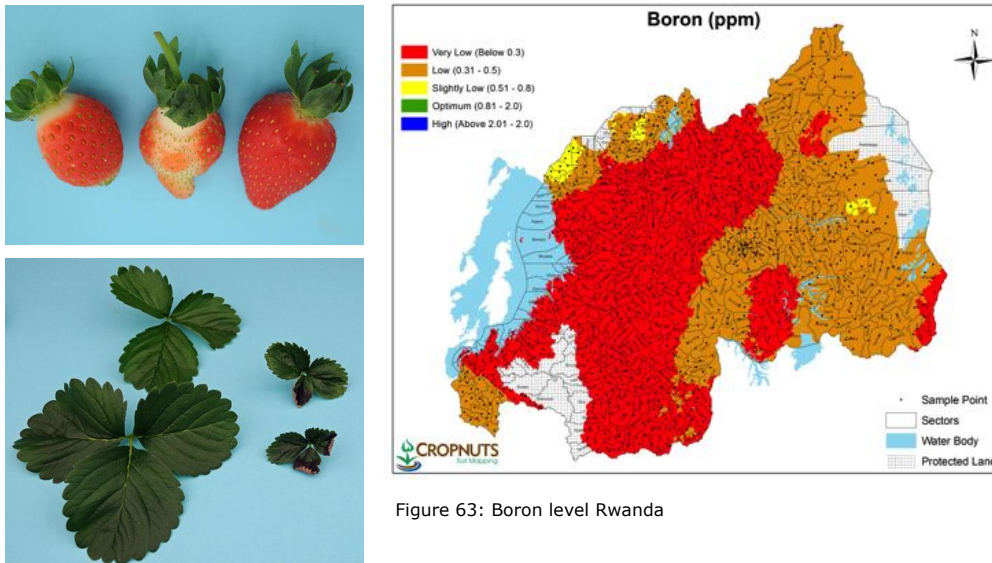 Boron (ppm)
N
Very Low (Below 0.3)
Low (0.31 - 0.5)
Slightly Low (0.51 - 0.8)
Optimum (0.81 - 2.0)
High (Above 2.01 - 2.0)
Sample Point
Sectors
Water Body
Protected Land
CROPNUTS
Soil Mapping
Figure 63: Boron level Rwanda